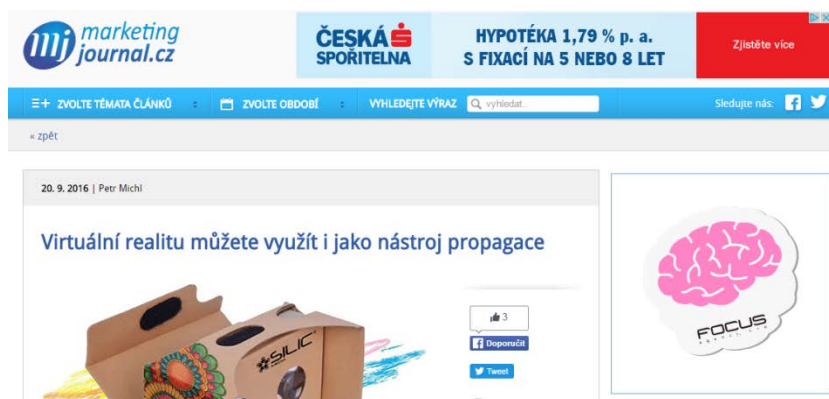 mj marketing
journal.cz
ČESKÁ
SPOŘITELNA
HYPOTÉKA 1,79 % p. a.
S FIXACÍ NA 5 NEBO 8 LET
Zjistěte více
ZVOLTE TÉMATA ČLÁNKŮ
ZVOLTE OBDOBÍ
VYHLEDEJTE VÝRAZ
vyhledat.
Sledujte nás:
« zpět
20. 9. 2016 | Petr Michl
Virtuální realitu můžete využít i jako nástroj propagace
SILIC
3
Doporučit
Tweet
FOCUS